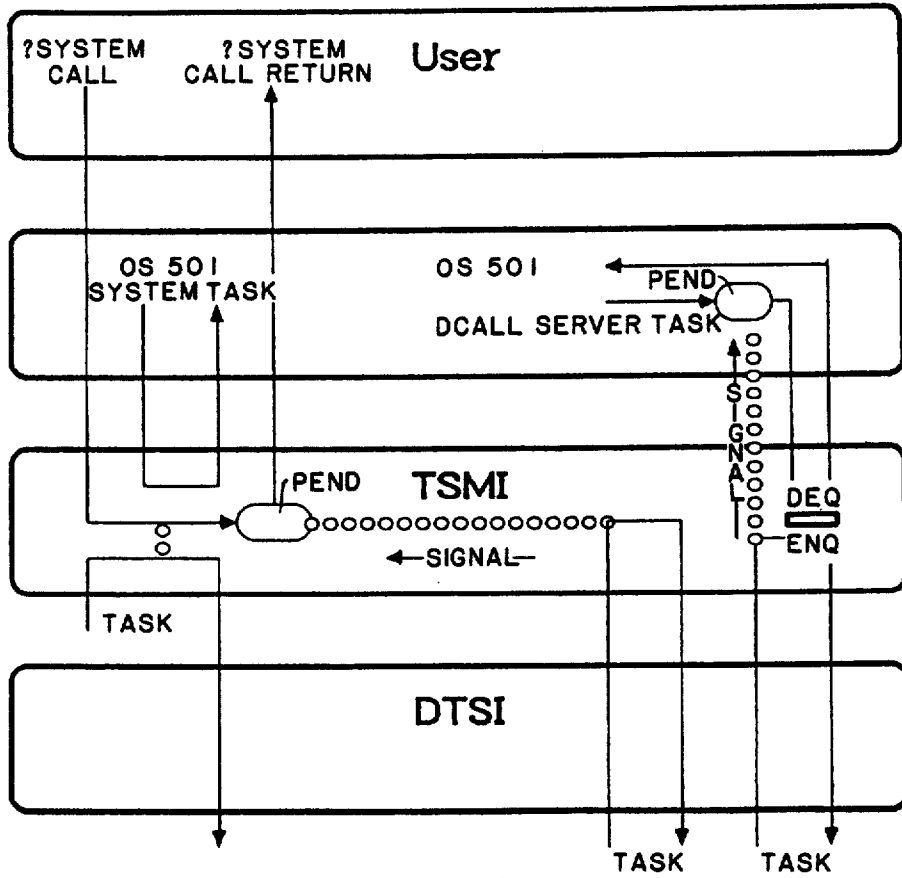 ?SYSTEM
CALL
?SYSTEM
CALL RETURN
User
OS 501
SYSTEM TASK
OS 501
PEND
DCALL SERVER TASK
SIGNAL
PEND
TSMI
DEQ
ENQ
SIGNAL
TASK
DTSI
TASK
TASK